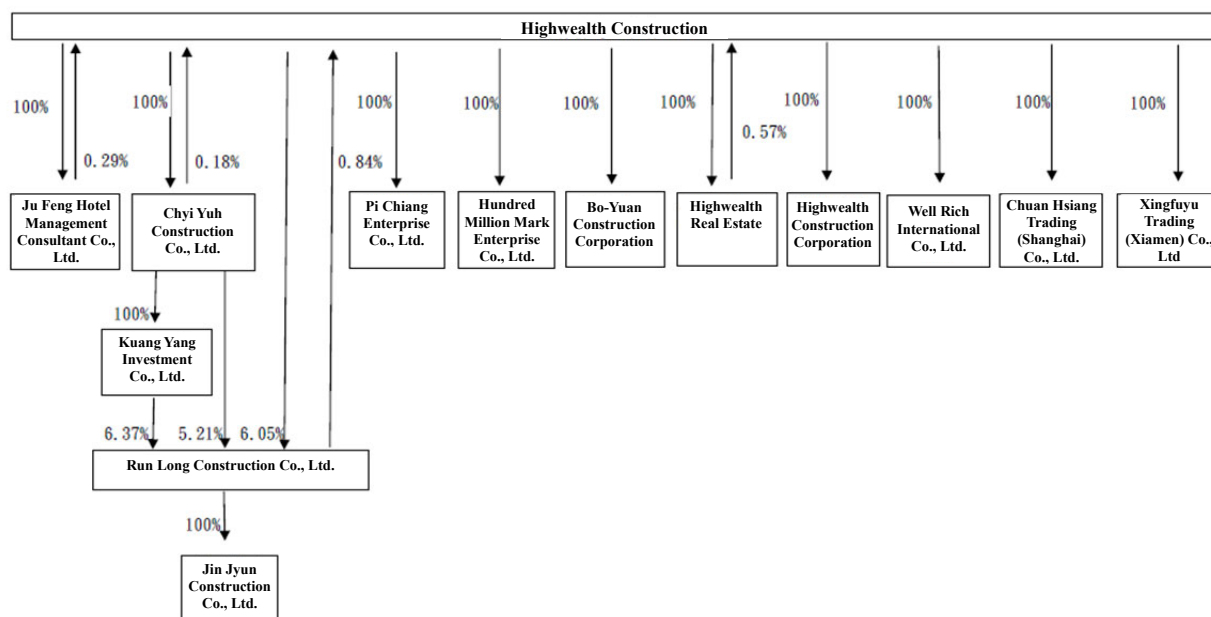 Highwealth Construction
100%
100%
100%
100%
100%
100%
100%
100%
100%
100%
0.29%
0.18%
0.84%
0.57%
Ju Feng Hotel
Management
Consultant Co.,
Ltd.
Chyi Yuh
Construction
Co., Ltd.
Pi Chiang
Enterprise
Co., Ltd.
Hundred
Million Mark
Enterprise
Co., Ltd.
Bo-Yuan
Construction
Corporation
Highwealth
Real Estate
Highwealth
Construction
Corporation
Well Rich
International
Co., Ltd.
Chuan Hsiang
Trading
(Shanghai)
Co., Ltd.
Xingfuyu
Trading
(Xiamen) Co.,
Ltd
100%
Kuang Yang
Investment
Co., Ltd.
6.37%
5.21%
6.05%
Run Long Construction Co., Ltd.
100%
Jin Jyun
Construction
Co., Ltd.